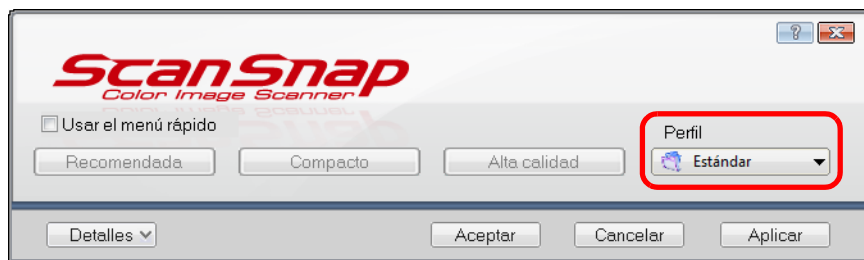 ScanSnap
Color Image Scanner
Usar el menú rápido
Perfil
Recomendada Compacto Alta calidad Estándar
Detalles Aceptar Cancelar Aplicar